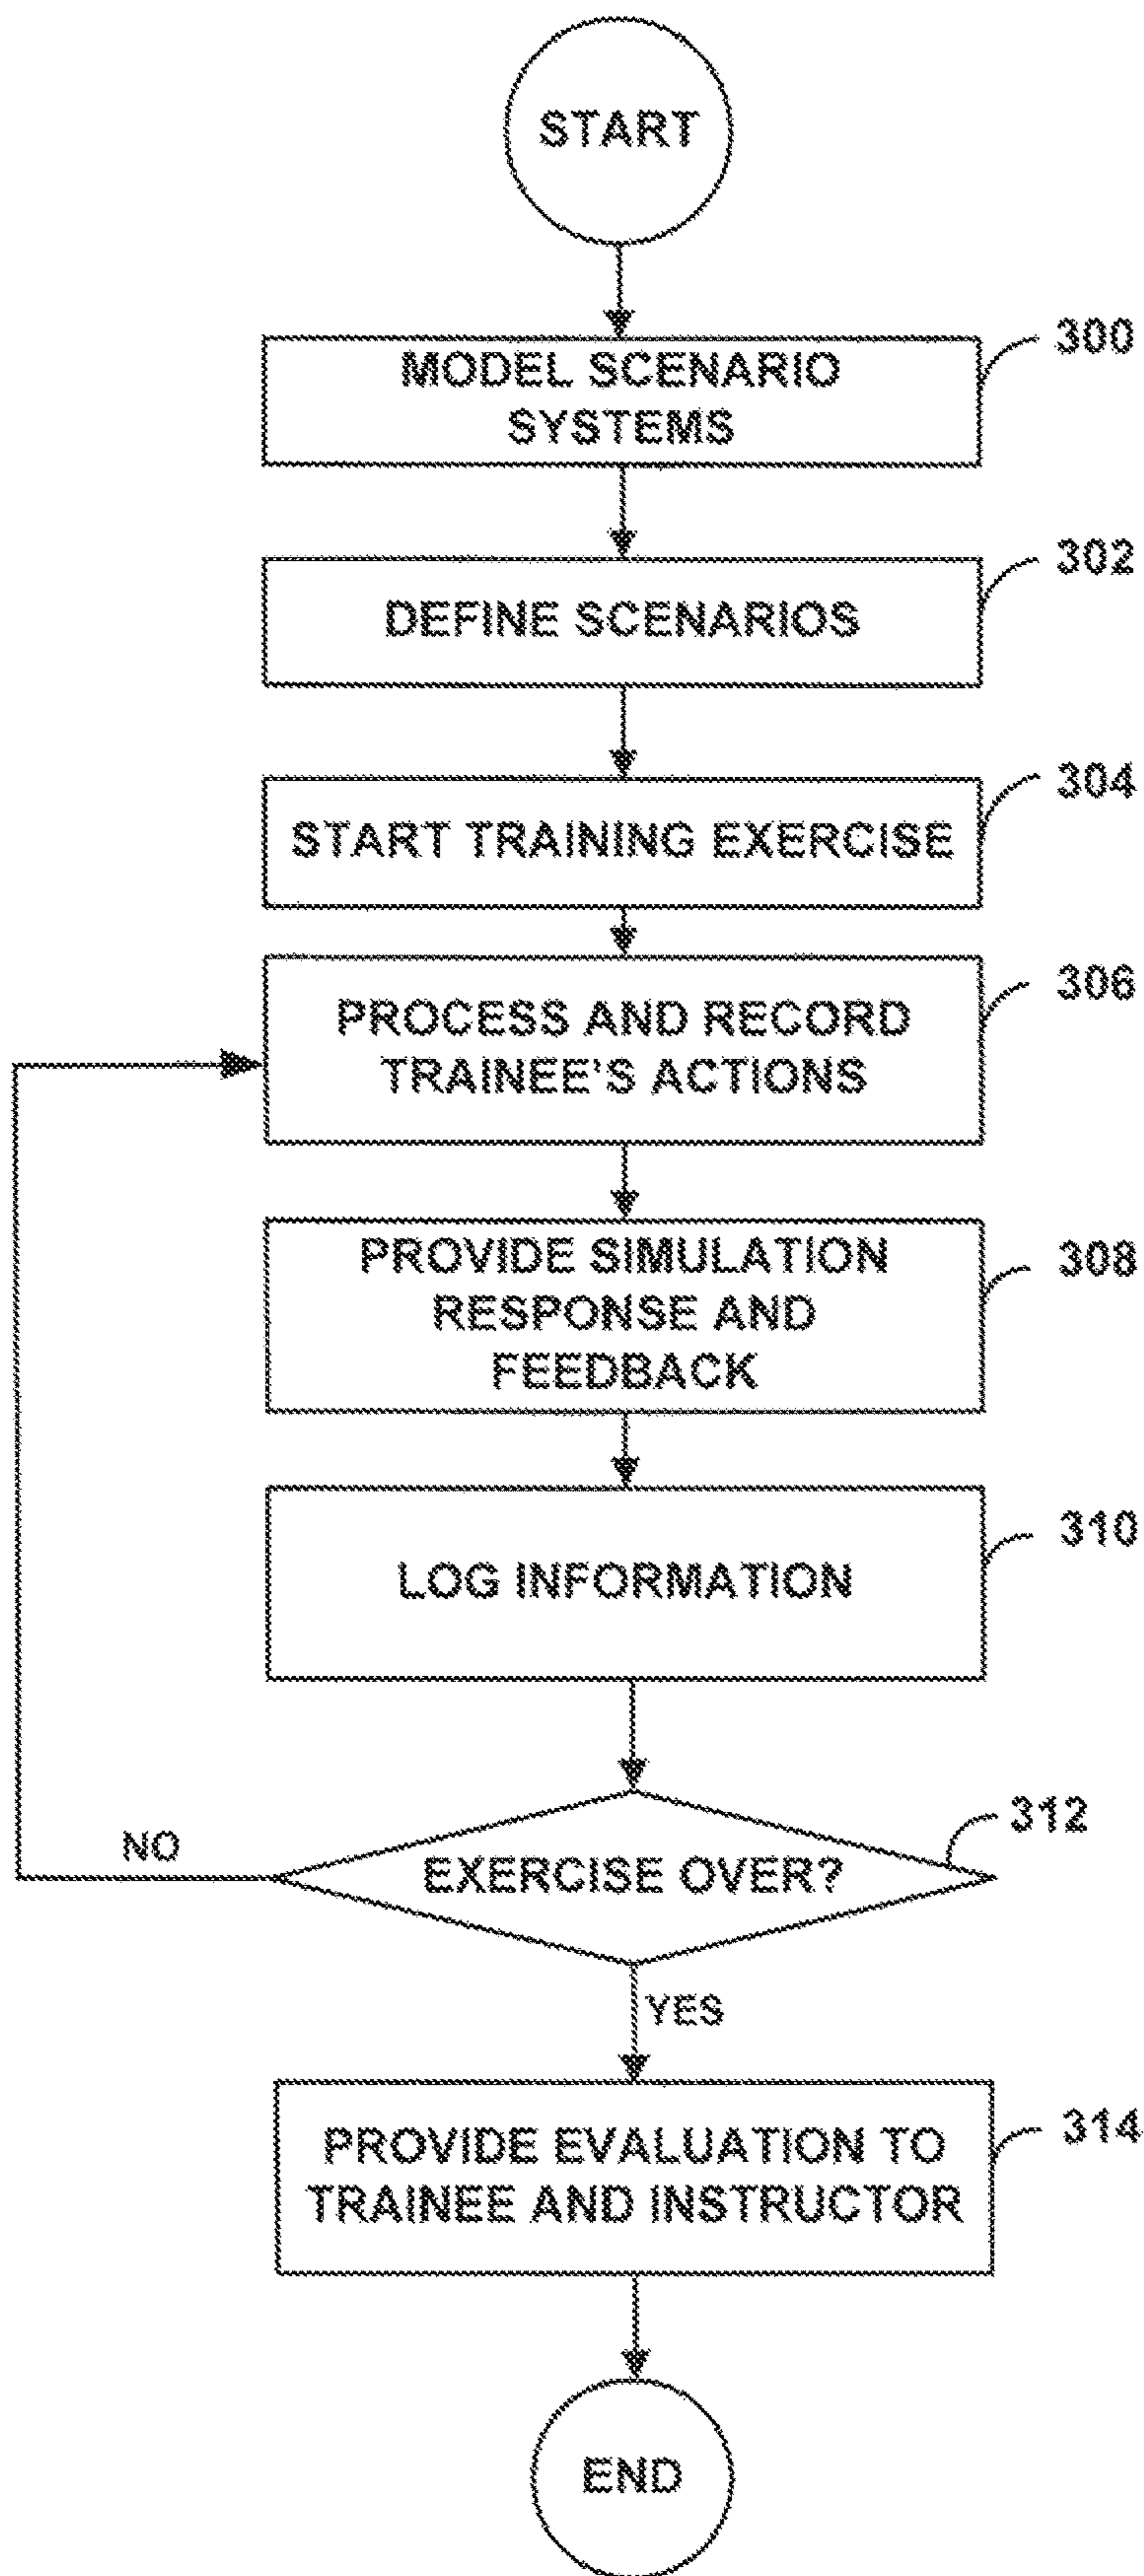 START
MODEL SCENARIO
SYSTEMS
300
DEFINE SCENARIOS
302
START TRAINING EXERCISE
304
PROCESS AND RECORD
TRAINEE'S ACTIONS
306
PROVIDE SIMULATION
RESPONSE AND
FEEDBACK
308
LOG INFORMATION
310
EXERCISE OVER?
312
NO
YES
PROVIDE EVALUATION TO
TRAINEE AND INSTRUCTOR
314
END